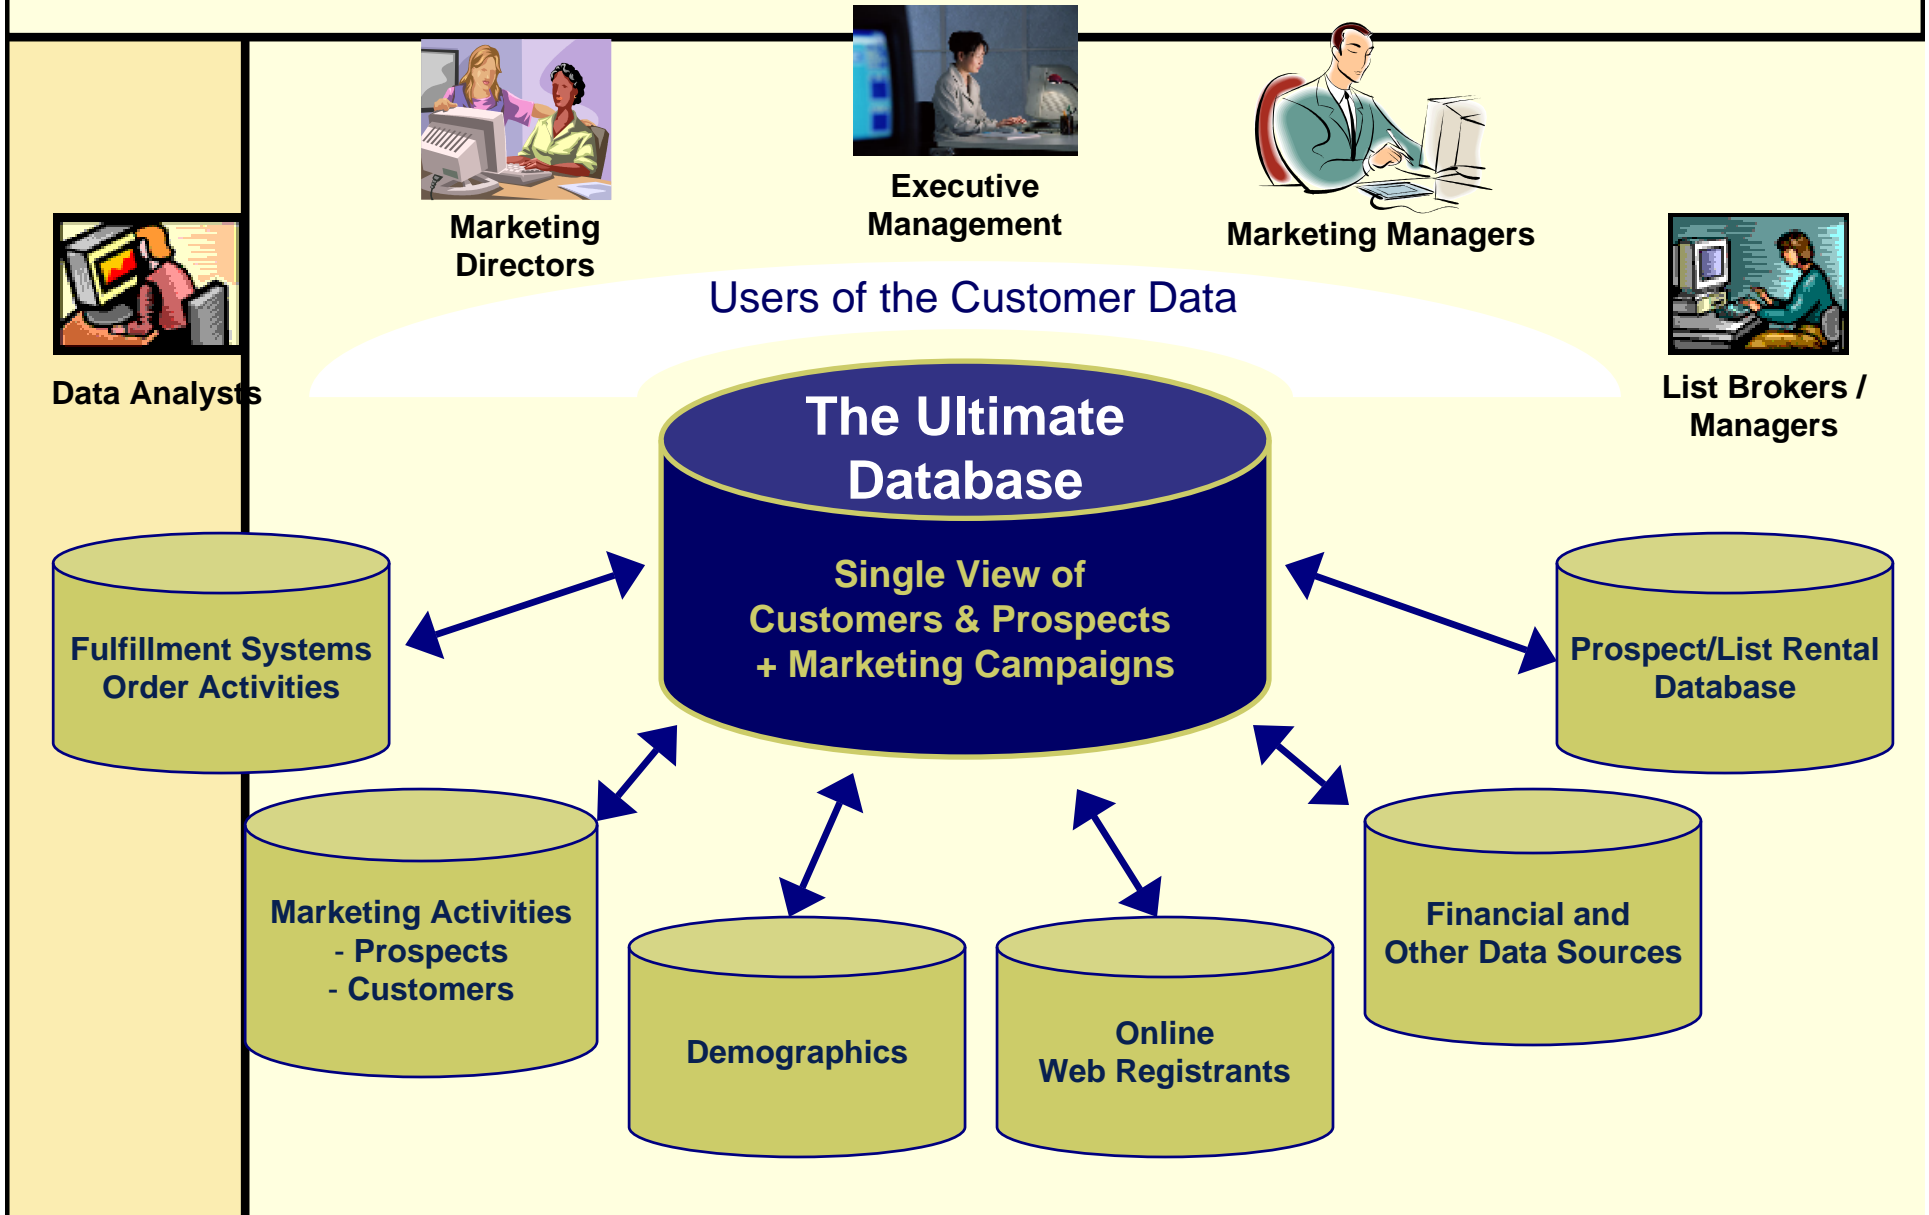 Executive
Management
Marketing
Directors
Marketing Managers
Users of the Customer Data
Data Analysts
List Brokers /
Managers
The Ultimate
Database
Single View of
Customers & Prospects
+ Marketing Campaigns
Fulfillment Systems
Order Activities
Prospect/List Rental
Database
Marketing Activities
- Prospects
- Customers
Financial and
Other Data Sources
Demographics
Online
Web Registrants